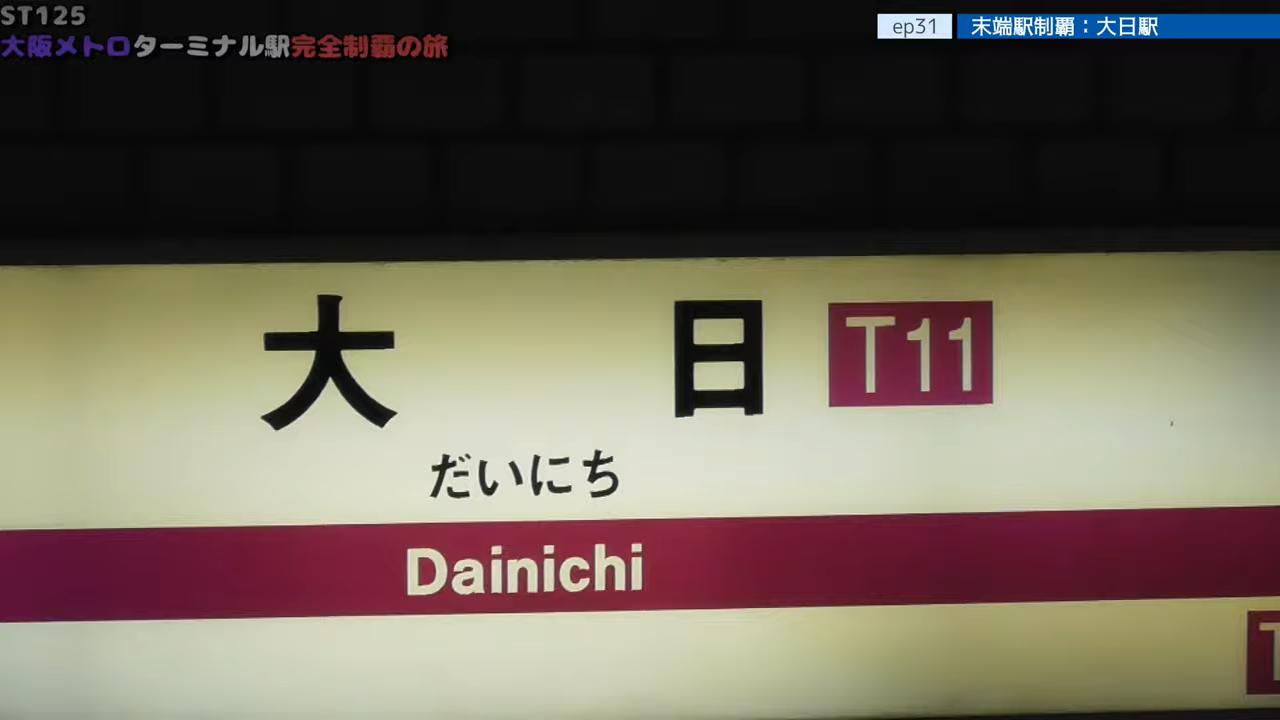 ST125
大阪メトロターミナル駅完全制覇の旅
ep31
末端駅制覇：大日駅
大日 T11
だいにち
Dainichi